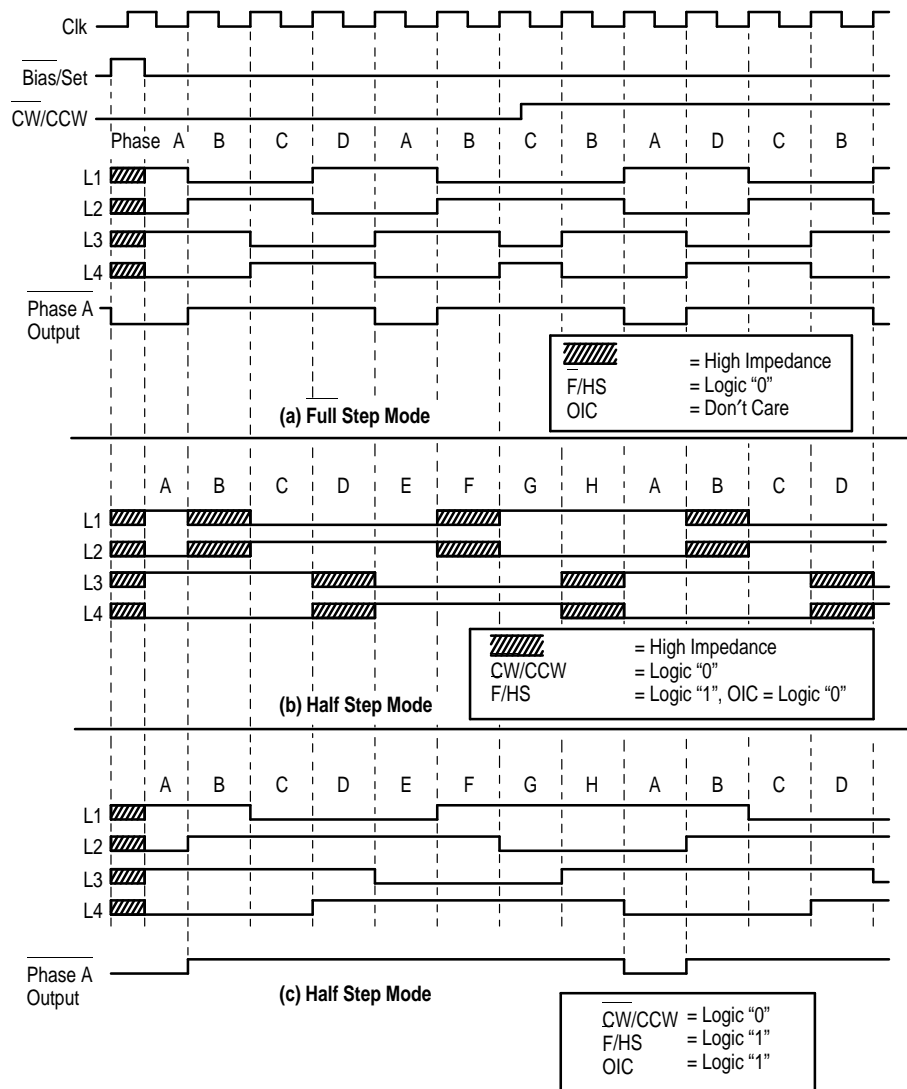 Clk
Bias/Set
CW/CCW
Phase A B C D A B C B A D C B
L1
L2
L3
L4
Phase A
Output
= High Impedance
F/HS = Logic “0”
OIC = Don′t Care
(a) Full Step Mode
A B C D E F G H A B C D
L1
L2
L3
L4
= High Impedance
CW/CCW = Logic “0”
F/HS = Logic “1”, OIC = Logic “0”
(b) Half Step Mode
A B C D E F G H A B C D
L1
L2
L3
L4
Phase A
Output
(c) Half Step Mode
CW/CCW = Logic “0”
F/HS = Logic “1”
OIC = Logic “1”